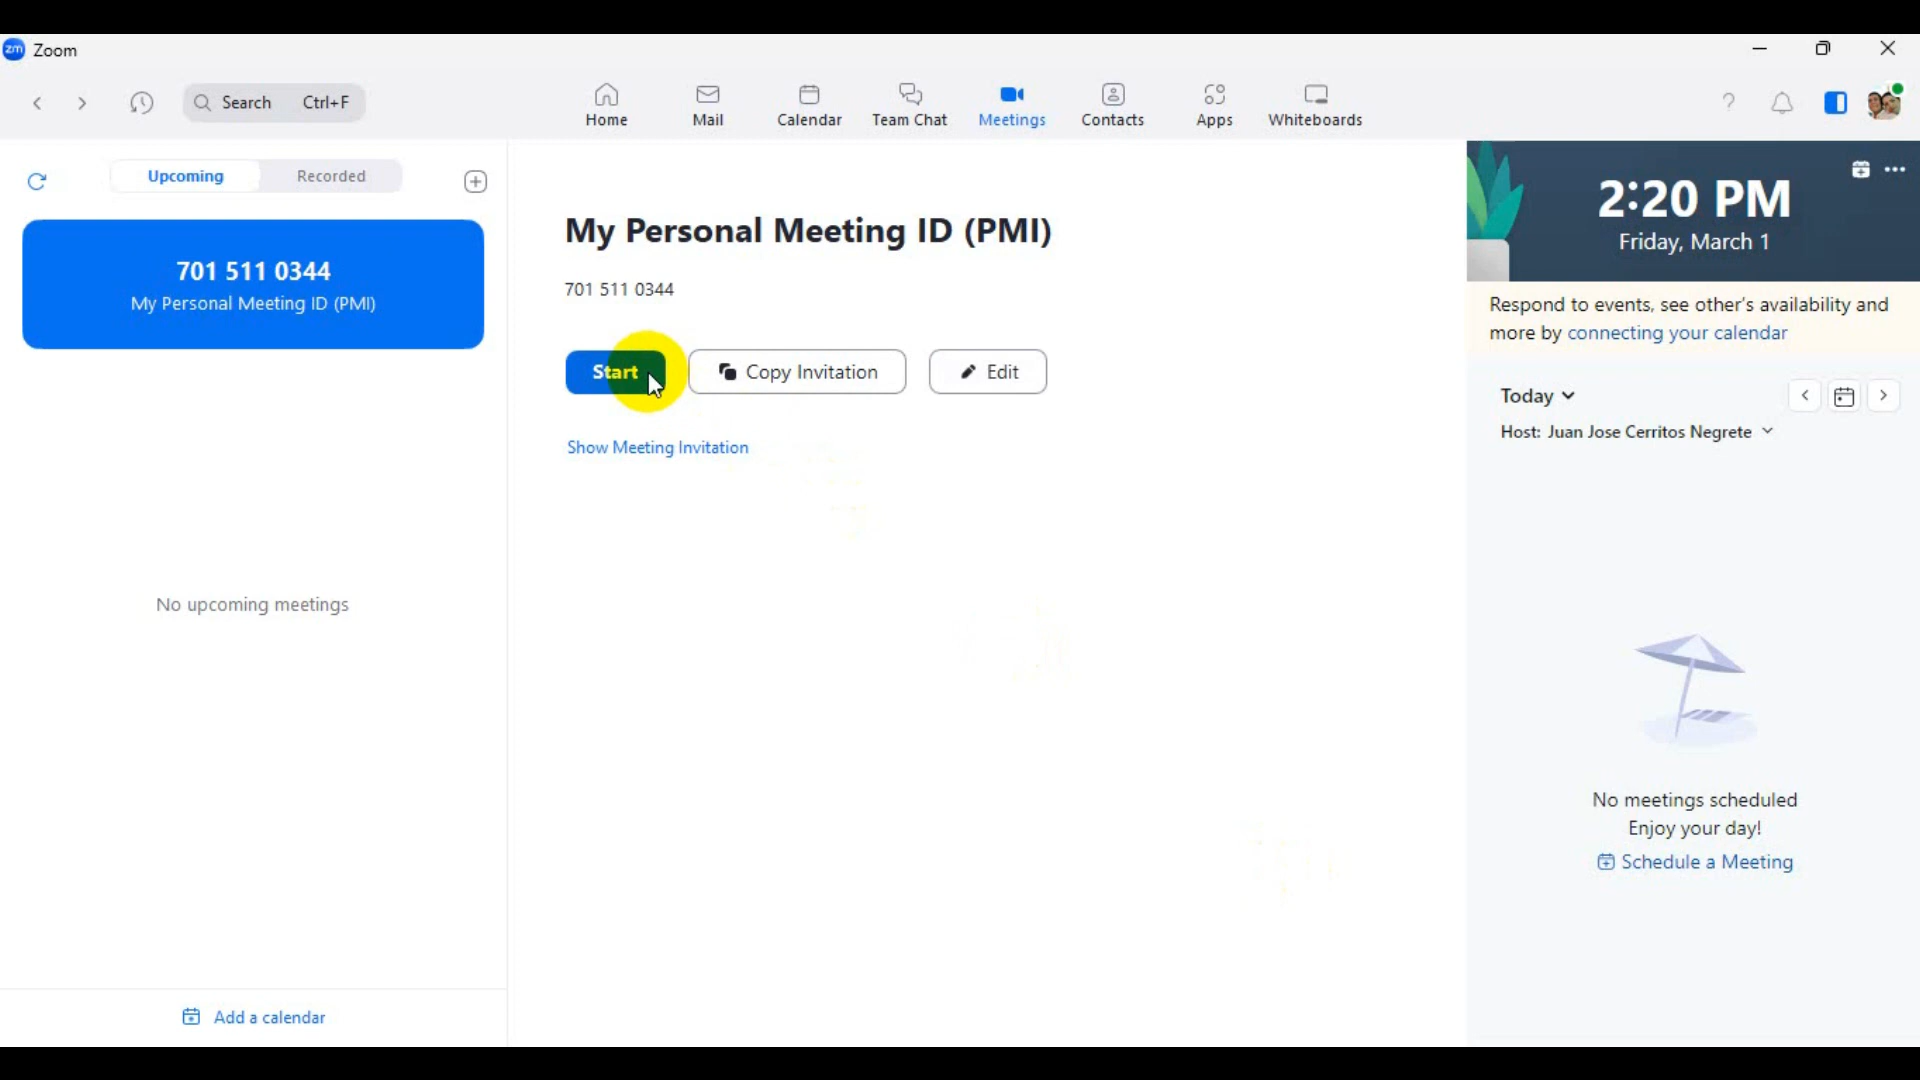 zm Zoom
Search Ctrl+F
Home
Mail
Calendar
Team Chat
Meetings
Contacts
Apps
Whiteboards
Upcoming
Recorded
701 511 0344
My Personal Meeting ID (PMI)
No upcoming meetings
Add a calendar
My Personal Meeting ID (PMI)
701 511 0344
Start
Copy Invitation
Edit
Show Meeting Invitation
2:20 PM
Friday, March 1
Respond to events, see other's availability and
more by connecting your calendar
Today
Host: Juan Jose Cerritos Negrete
No meetings scheduled
Enjoy your day!
Schedule a Meeting